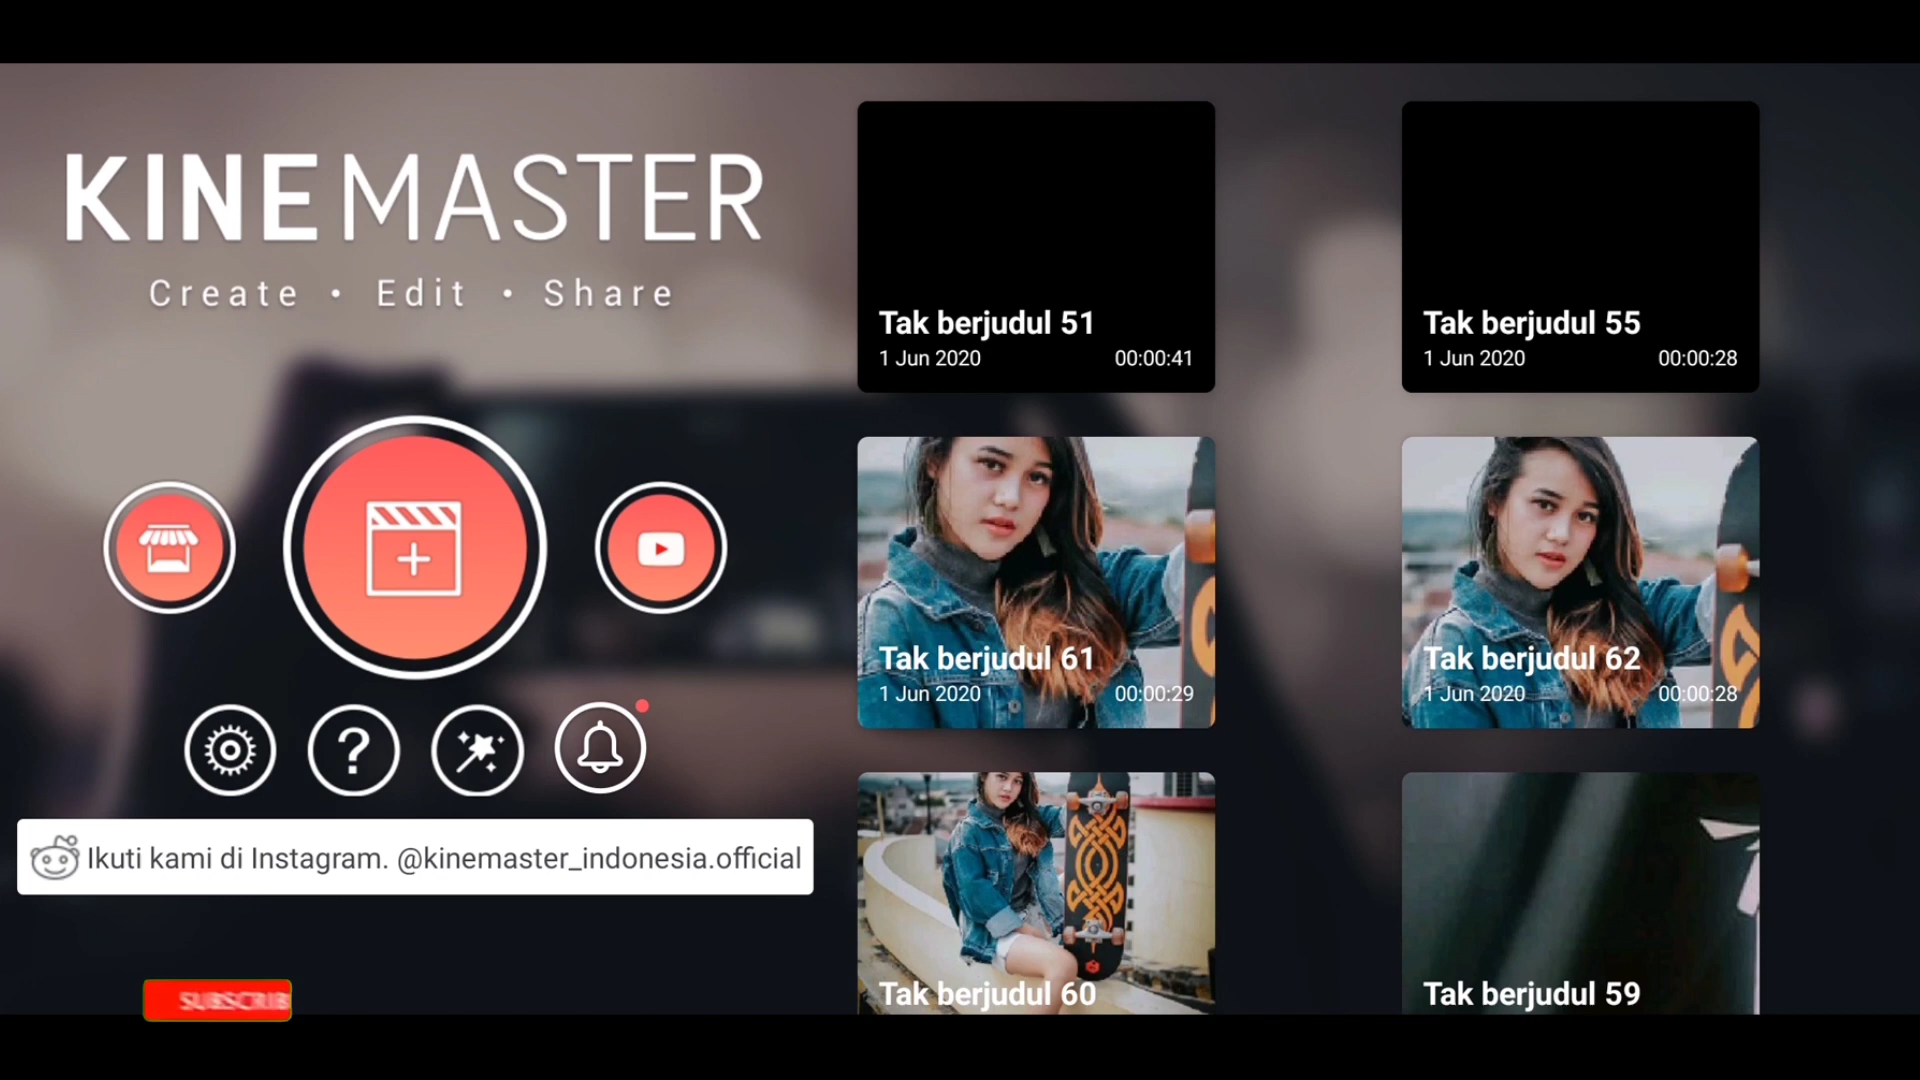 KINEMASTER
Create • Edit • Share
Ikuti kami di Instagram. @kinemaster_indonesia.official
SUBSCRIB
Tak berjudul 51
1 Jun 2020 00:00:41
Tak berjudul 55
1 Jun 2020 00:00:28
Tak berjudul 61
1 Jun 2020 00:00:29
Tak berjudul 62
1 Jun 2020 00:00:28
Tak berjudul 60
Tak berjudul 59